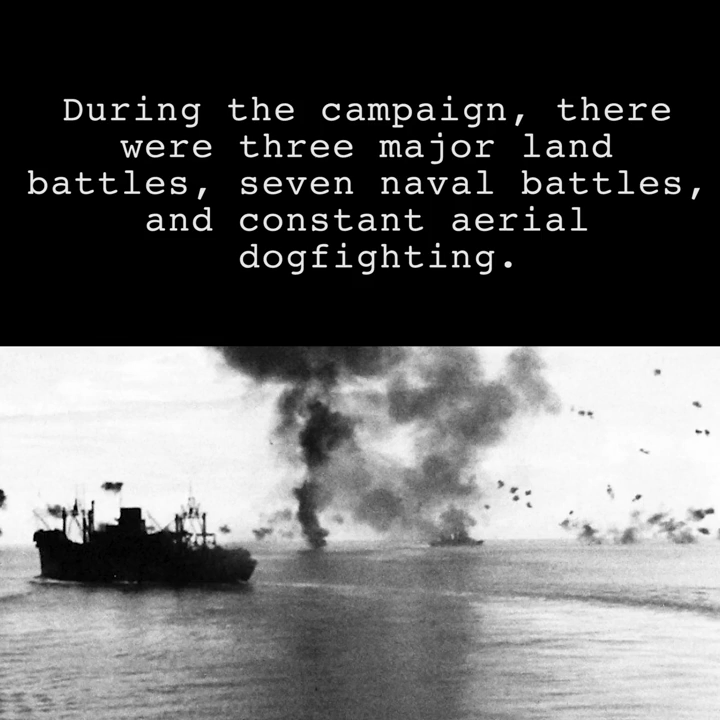 During the campaign, there
were three major land
battles, seven naval battles,
and constant aerial
dogfighting.